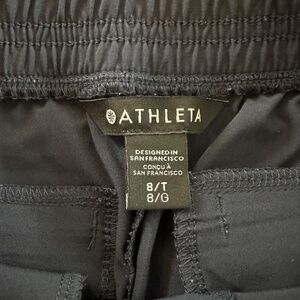 ATHLETA
DESIGNED IN
SAN FRANCISCO
CONÇU À
SAN FRANCISCO
8/T
8/G